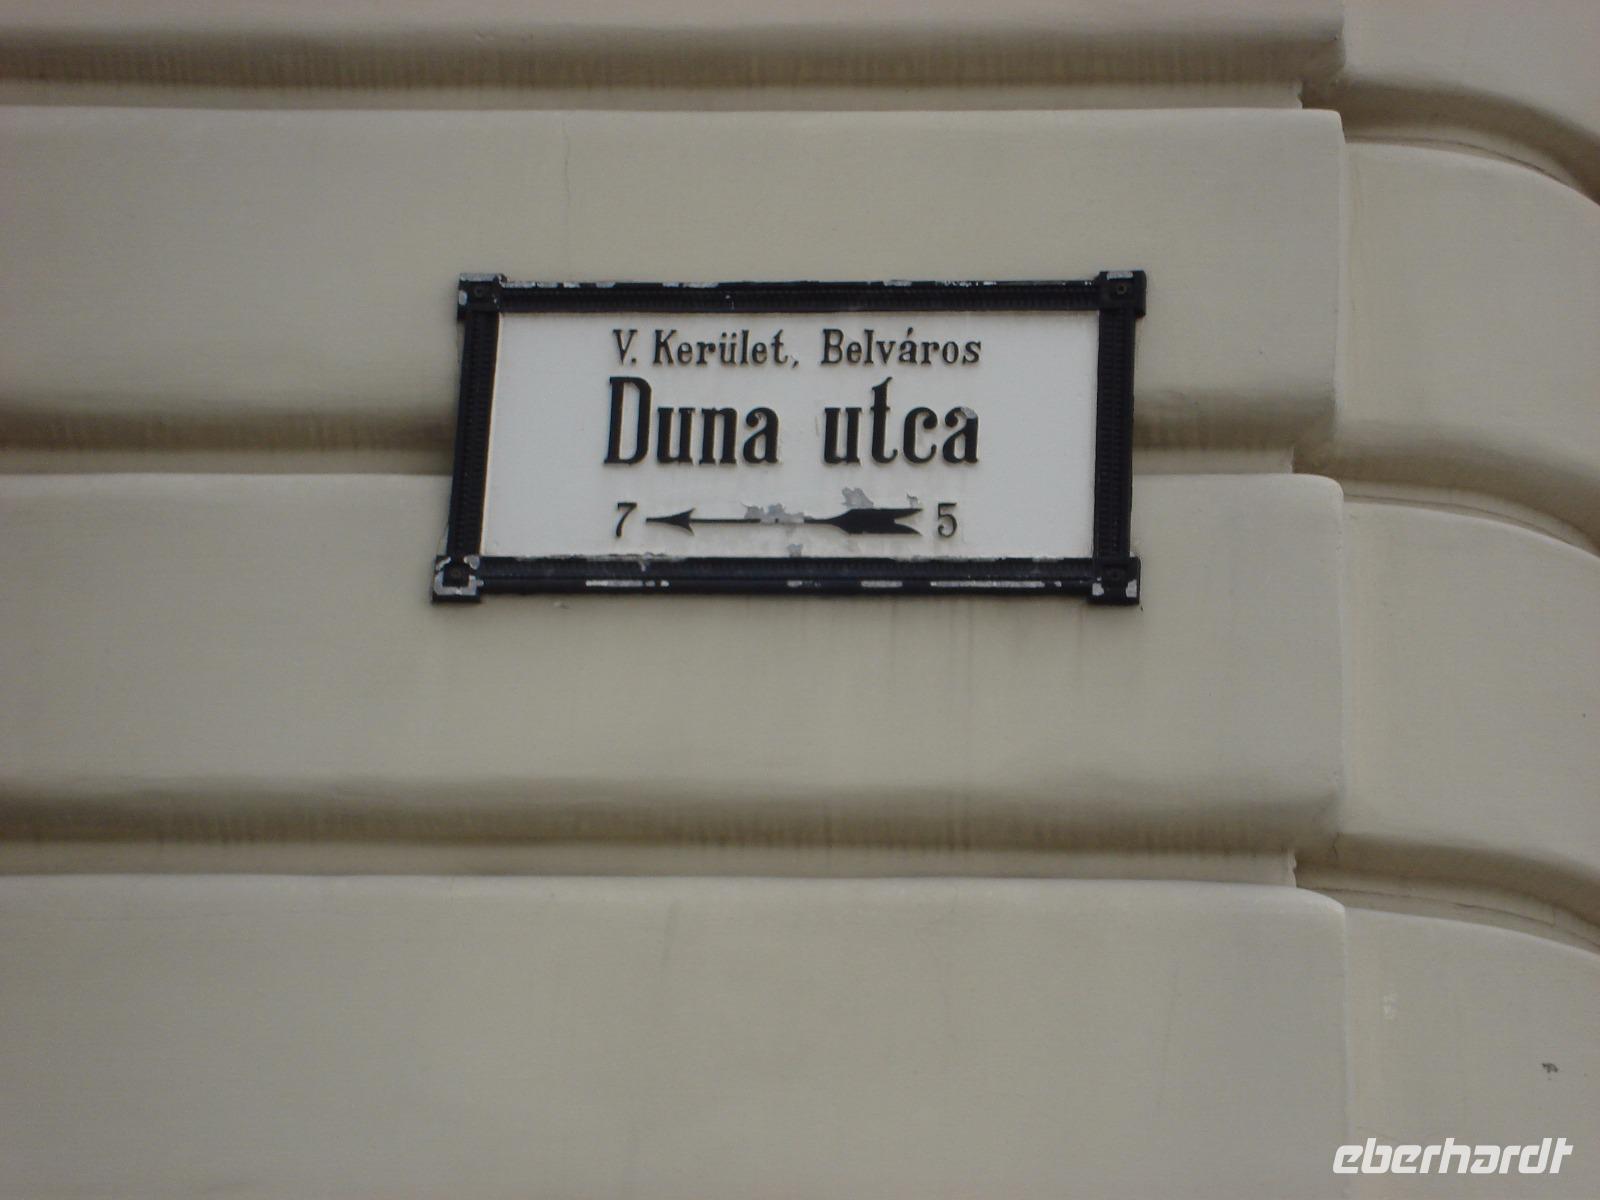 V. Kerület, Belváros
Duna utca
7 5
eberhardt